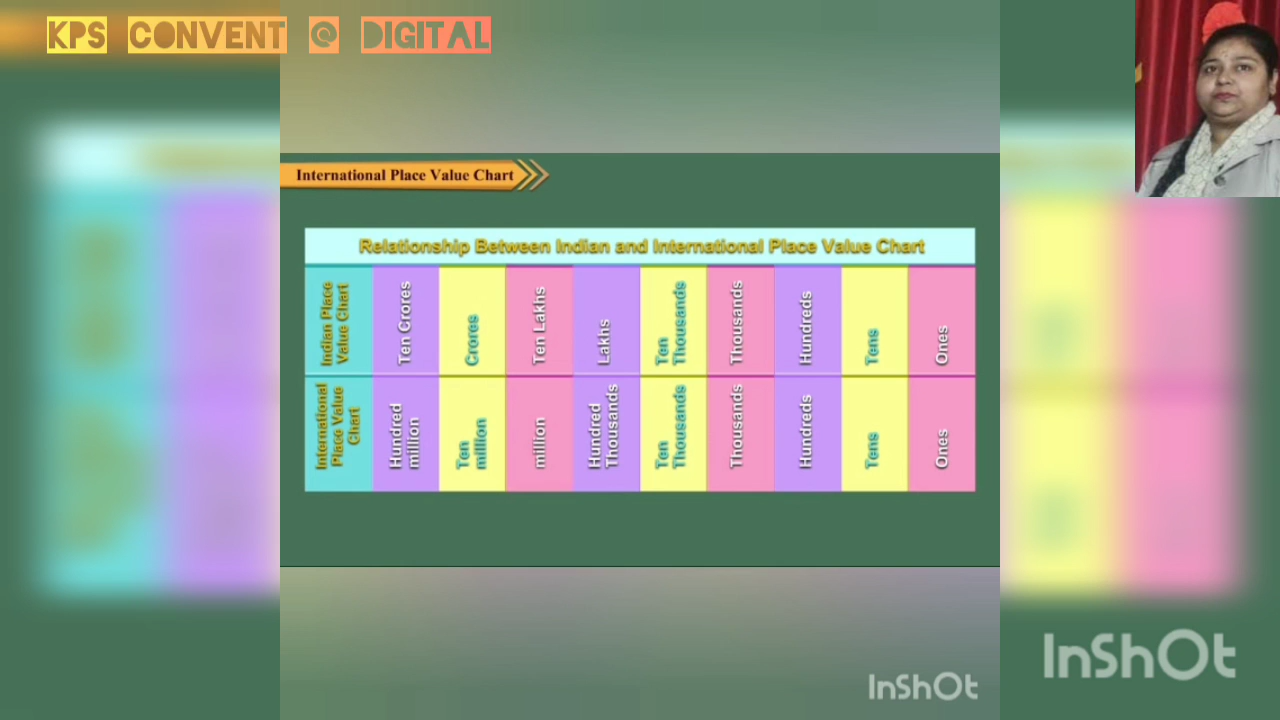 KPS CONVENT @ DIGITAL
International Place Value Chart
Relationship Between Indian and International Place Value Chart
Indian Place
Value Chart
Ten Crores
Crores
Ten Lakhs
Lakhs
Ten
Thousands
Thousands
Hundreds
Tens
Ones
International
Place Value
Chart
Hundred
million
Ten
million
million
Hundred
Thousands
Ten
Thousands
Thousands
Hundreds
Tens
Ones
InShOt
InShOt